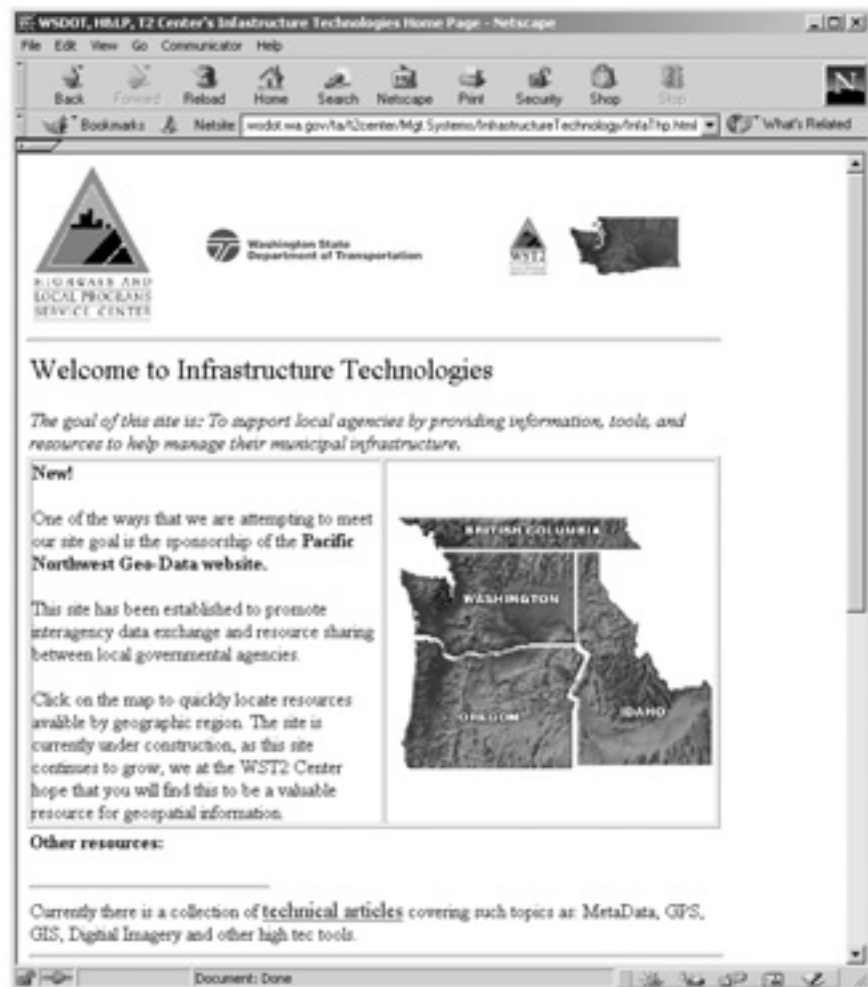 WSDOT, H&LP, T2 Center's Infastructure Technologies Home Page - Netscape
File Edit View Go Communicator Help
Back Forward Reload Home Search Netscape Print Security Shop Stop
Bookmarks Netsite: wsdot.wa.gov/ta/t2center/Mgt.Systems/InfrastructureTechnology/InfaThp.html What's Related
HIGHWAYS AND
LOCAL PROGRAMS
SERVICE CENTER
Washington State
Department of Transportation
WST2
Welcome to Infrastructure Technologies
The goal of this site is: To support local agencies by providing information, tools, and
resources to help manage their municipal infrastructure.
New!
One of the ways that we are attempting to meet
our site goal is the sponsorship of the Pacific
Northwest Geo-Data website.
This site has been established to promote
interagency data exchange and resource sharing
between local governmental agencies.
Click on the map to quickly locate resources
avalible by geographic region. The site is
currently under construction, as this site
continues to grow, we at the WST2 Center
hope that you will find this to be a valuable
resource for geospatial information.
BRITISH COLUMBIA
WASHINGTON
OREGON
IDAHO
Other resources:
Currently there is a collection of technical articles covering such topics as: MetaData, GPS,
GIS, Digitial Imagery and other high tec tools.
Document: Done